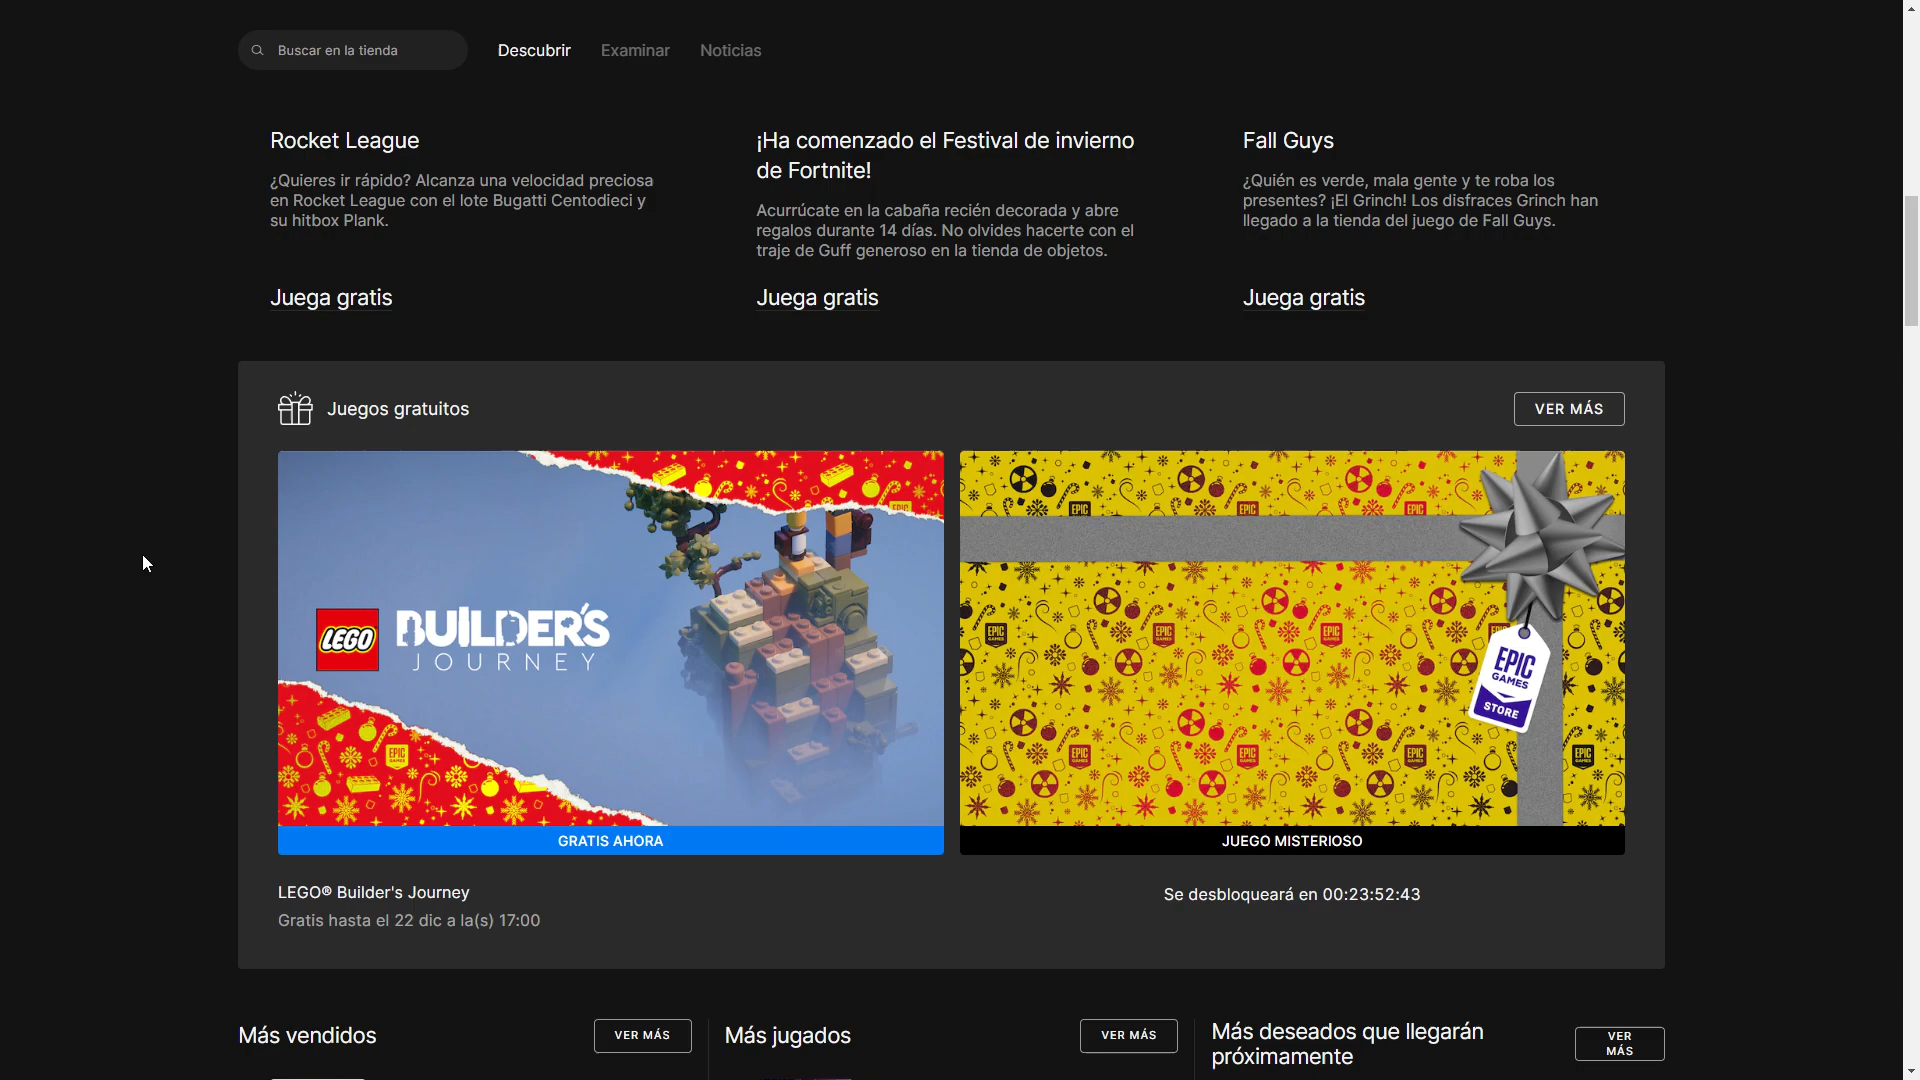 Buscar en la tienda
Descubrir
Examinar
Noticias
Rocket League
¿Quieres ir rápido? Alcanza una velocidad preciosa
en Rocket League con el lote Bugatti Centodieci y
su hitbox Plank.
Juega gratis
¡Ha comenzado el Festival de invierno
de Fortnite!
Acurrúcate en la cabaña recién decorada y abre
regalos durante 14 días. No olvides hacerte con el
traje de Guff generoso en la tienda de objetos.
Juega gratis
Fall Guys
¿Quién es verde, mala gente y te roba los
presentes? ¡El Grinch! Los disfraces Grinch han
llegado a la tienda del juego de Fall Guys.
Juega gratis
Juegos gratuitos
VER MÁS
LEGO
BUILDER'S
JOURNEY
EPIC
GAMES
GRATIS AHORA
LEGO® Builder's Journey
Gratis hasta el 22 dic a la(s) 17:00
EPIC
GAMES
STORE
JUEGO MISTERIOSO
Se desbloqueará en 00:23:52:43
Más vendidos
VER MÁS
Más jugados
VER MÁS
Más deseados que llegarán
próximamente
VER
MÁS